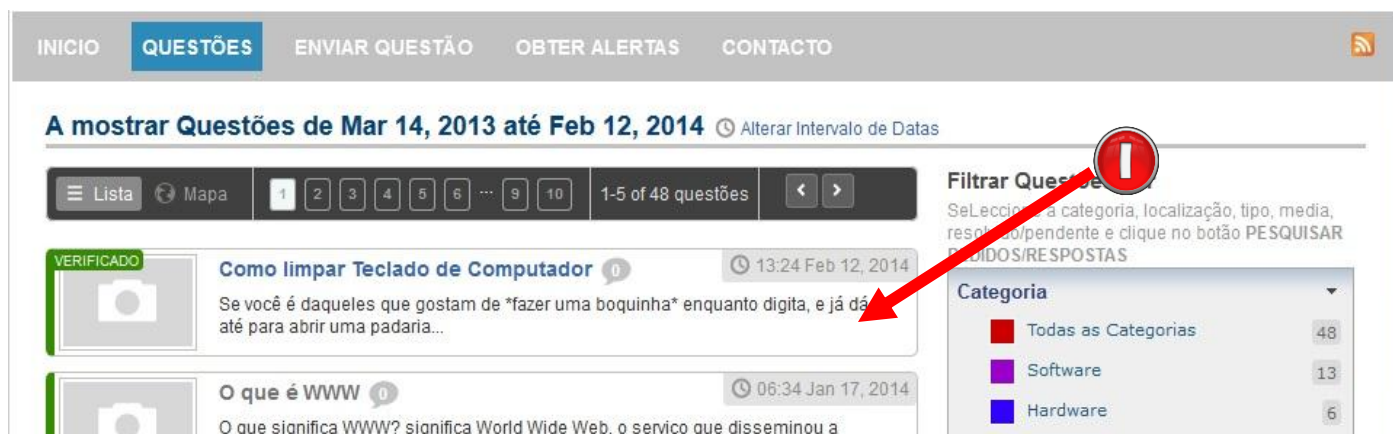 INICIO QUESTÕES ENVIAR QUESTÃO OBTER ALERTAS CONTACTO
A mostrar Questões de Mar 14, 2013 até Feb 12, 2014 Alterar Intervalo de Datas
Lista Mapa 1 2 3 4 5 6 ... 9 10 1-5 of 48 questões
VERIFICADO
Como limpar Teclado de Computador 0 13:24 Feb 12, 2014
Se você é daqueles que gostam de *fazer uma boquinha* enquanto digita, e já dá
até para abrir uma padaria...
O que é WWW 0 06:34 Jan 17, 2014
O que significa WWW? significa World Wide Web, o serviço que disseminou a
I
Filtrar
SeLeccione a categoria, localização, tipo, media,
pendente e clique no botão PESQUISAR
/RESPOSTAS
Categoria
Todas as Categorias 48
Software 13
Hardware 6